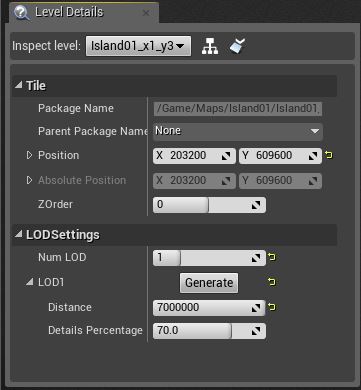 Level Details
Inspect level: Island01_x1_y3
Tile
Package Name /Game/Maps/Island01/Island01_
Parent Package Name None
Position X 203200 Y 609600
Absolute Position X 203200 Y 609600
ZOrder 0
LODSettings
Num LOD 1
LOD1 Generate
Distance 7000000
Details Percentage 70.0